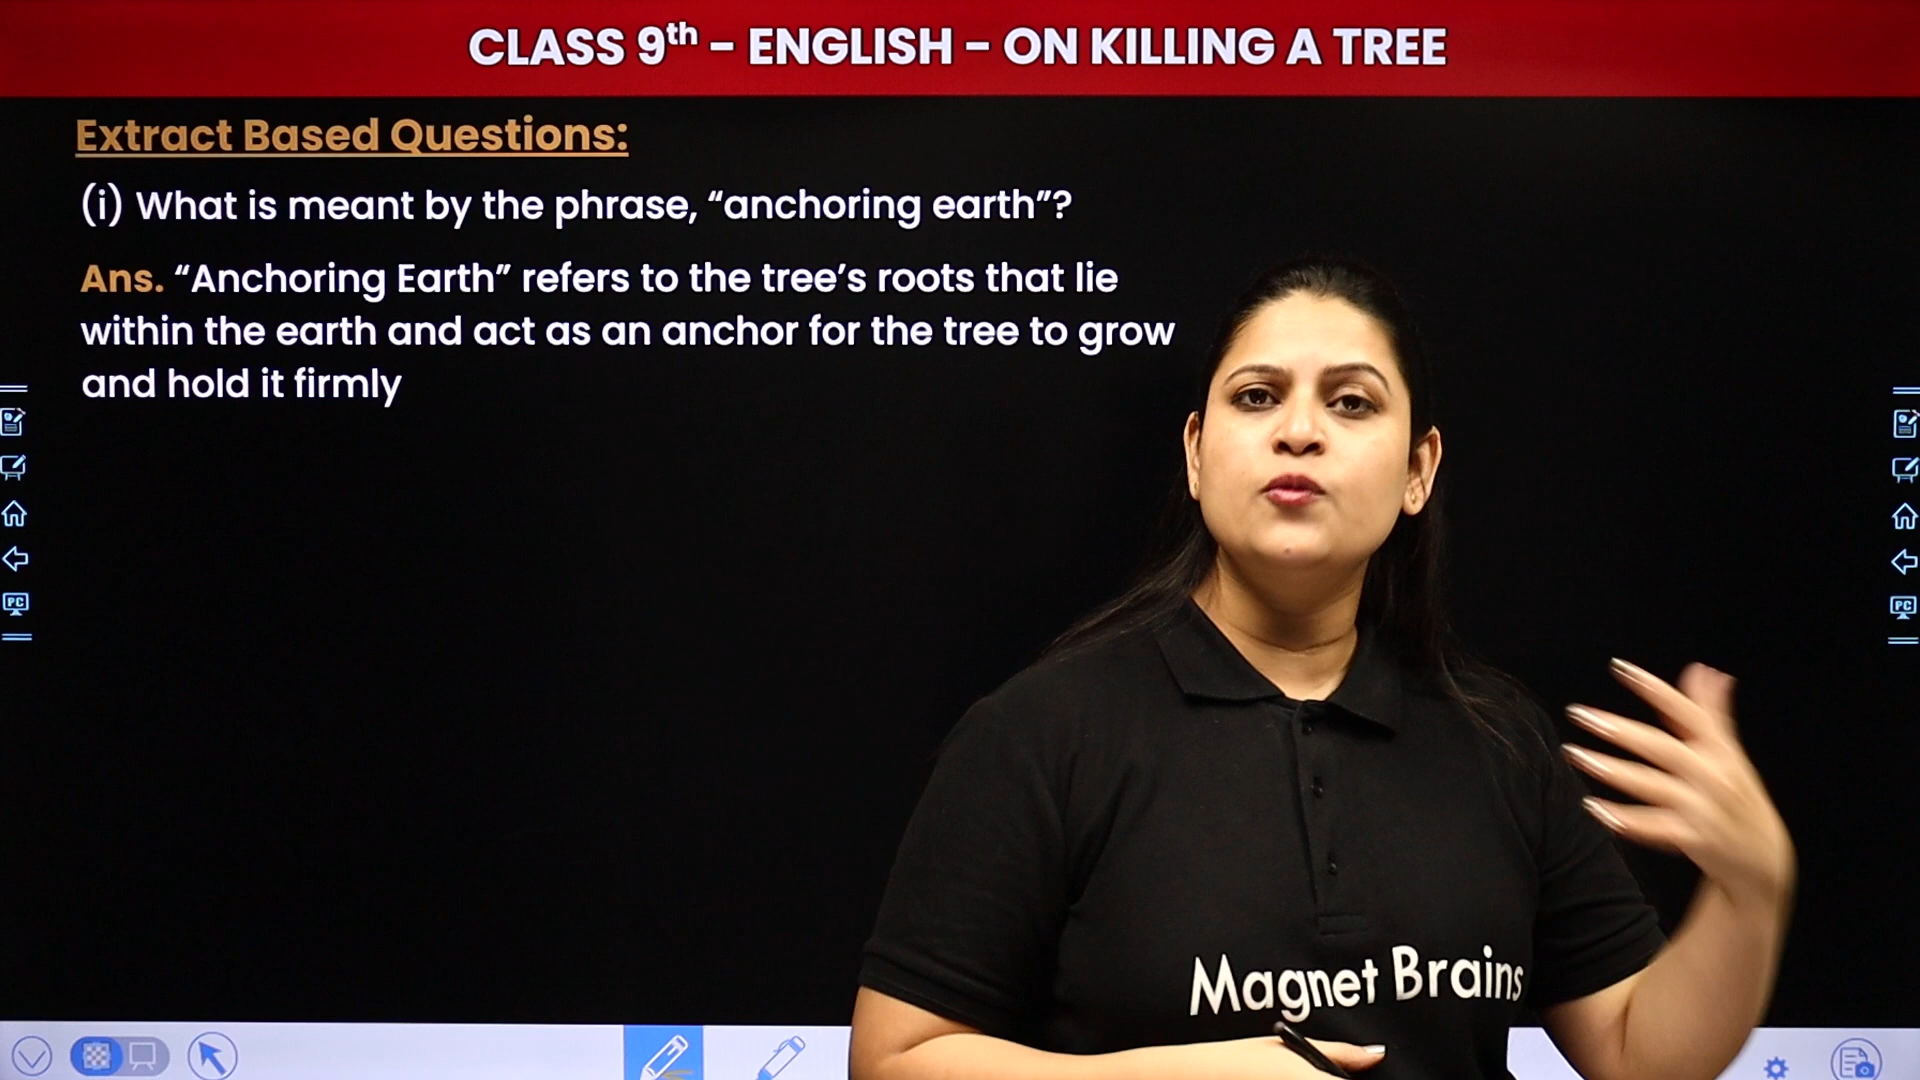 CLASS 9th – ENGLISH – ON KILLING A TREE
Extract Based Questions:
(i) What is meant by the phrase, “anchoring earth”?
Ans. “Anchoring Earth” refers to the tree’s roots that lie
within the earth and act as an anchor for the tree to grow
and hold it firmly
PC
PC
Magnet Brains